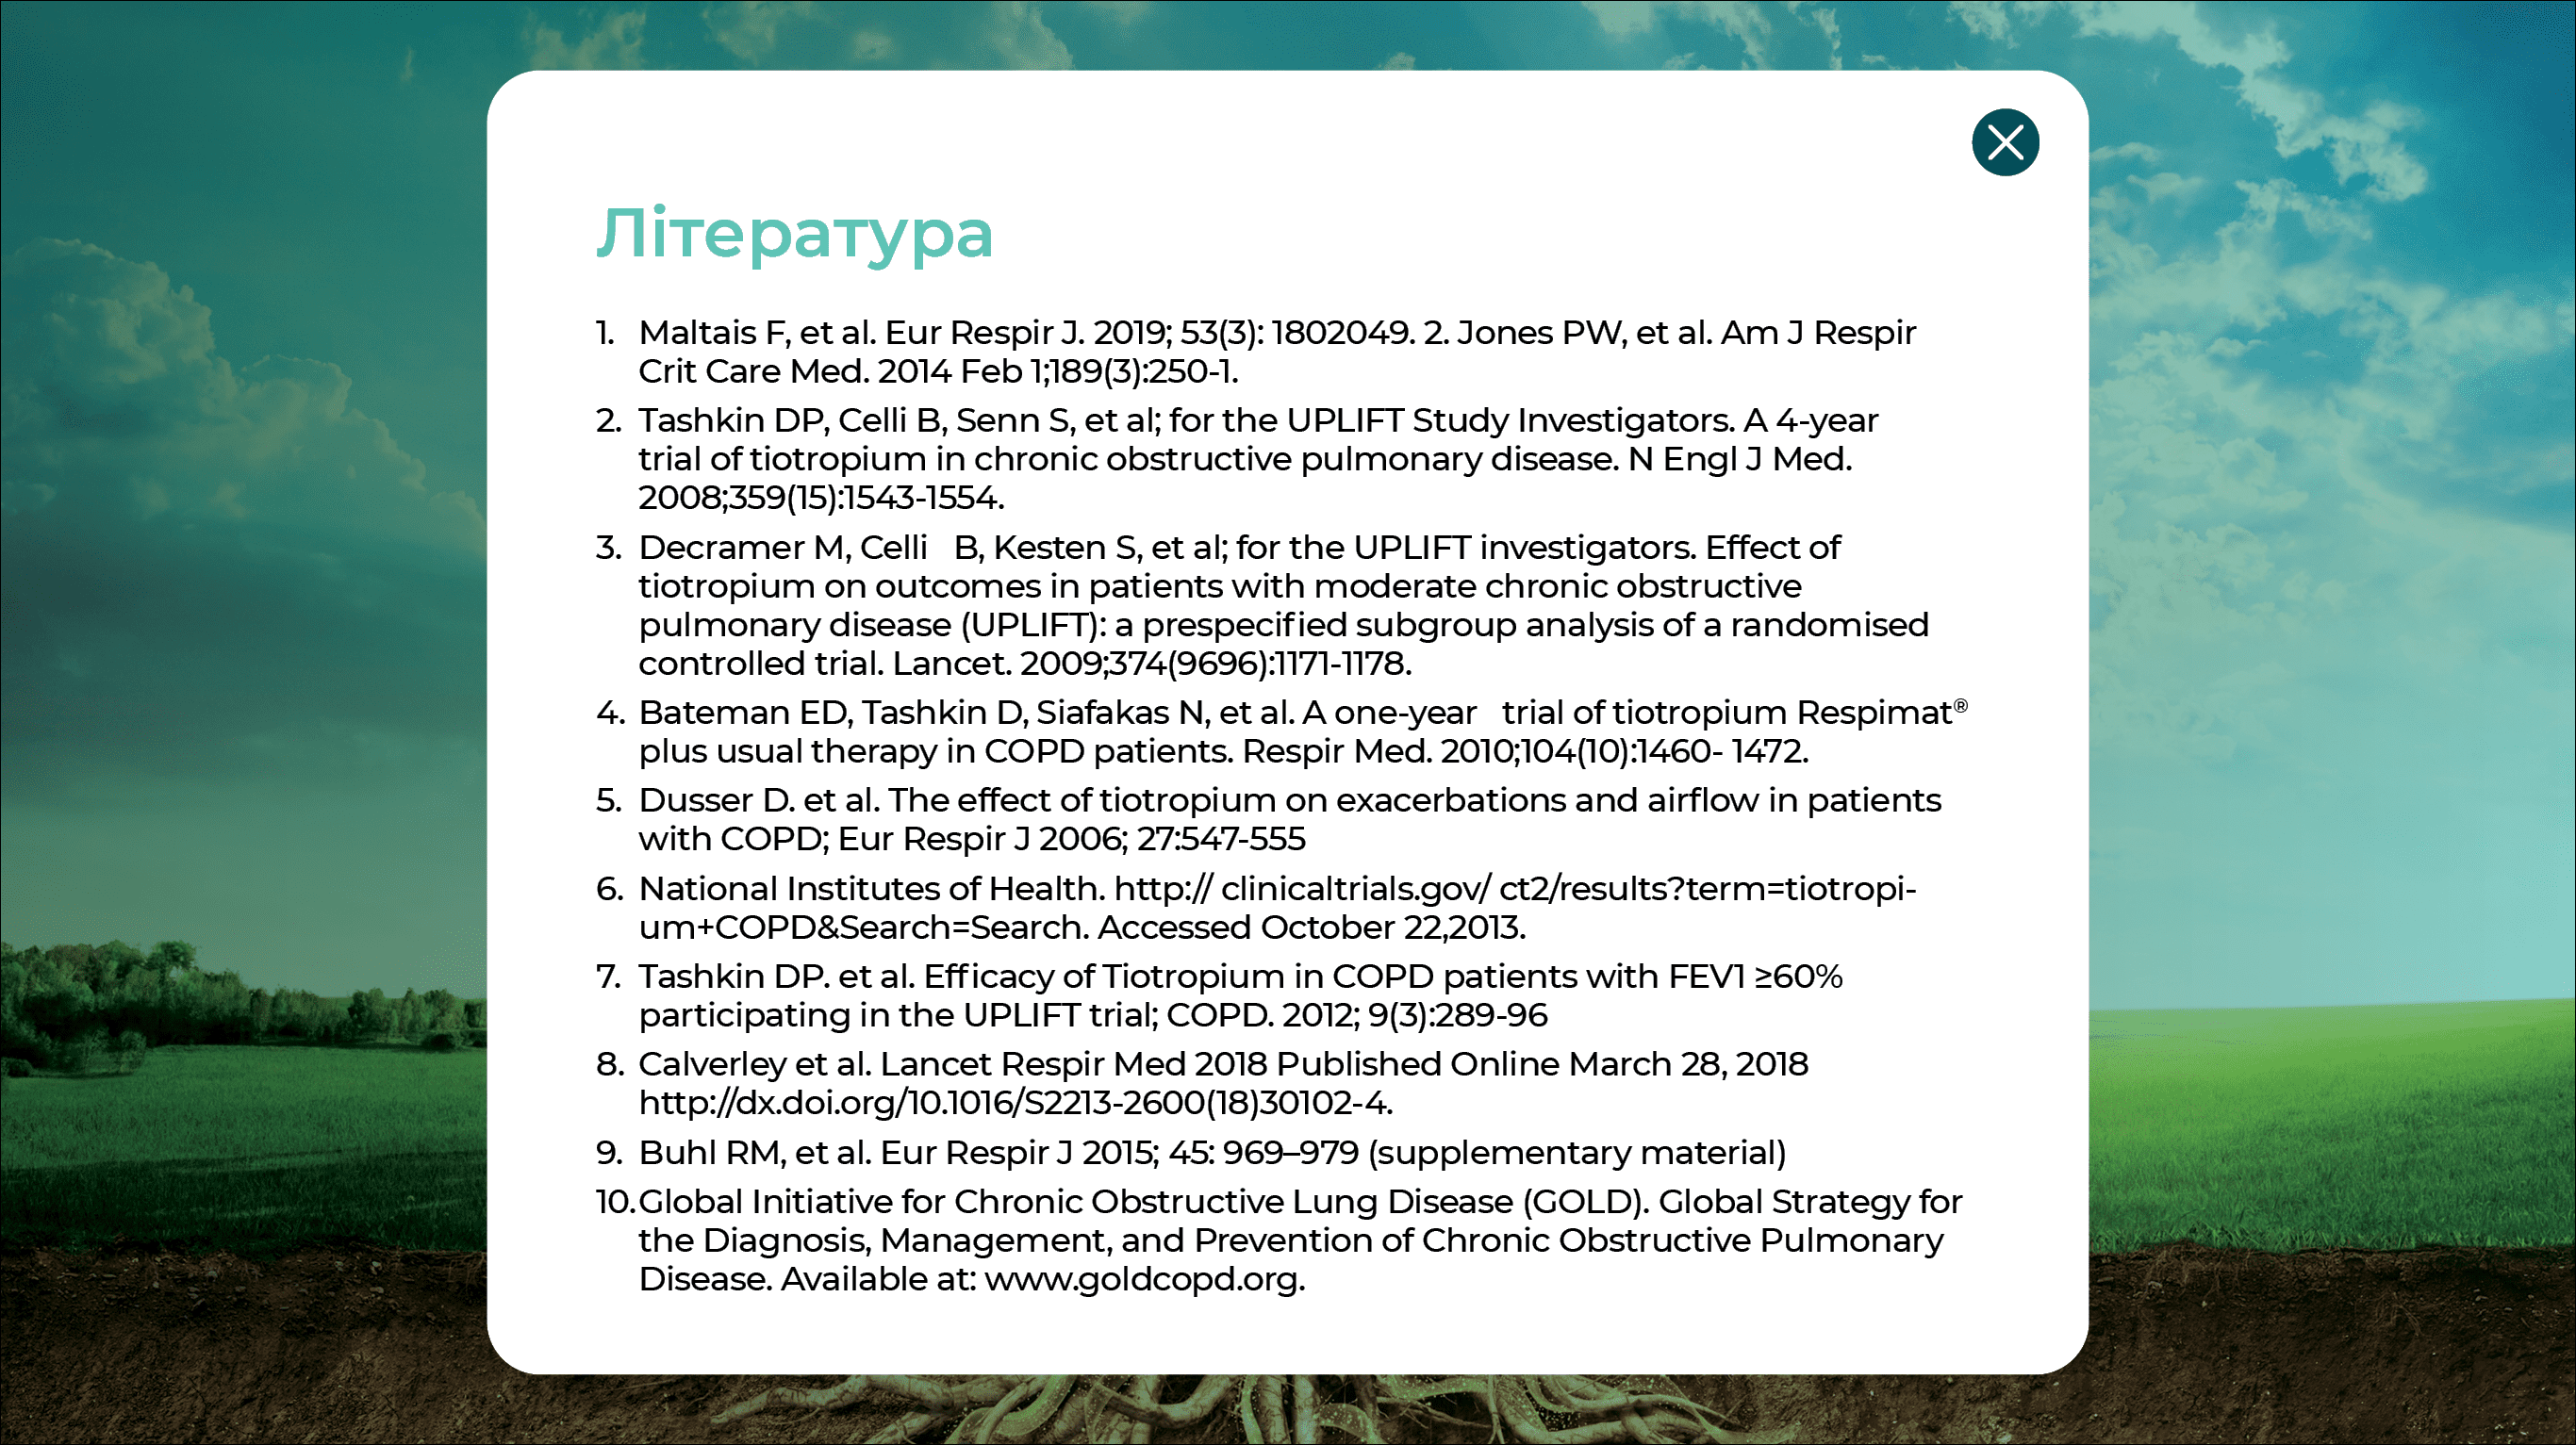 Література
1. Maltais F, et al. Eur Respir J. 2019; 53(3): 1802049. 2. Jones PW, et al. Am J Respir
Crit Care Med. 2014 Feb 1;189(3):250-1.
2. Tashkin DP, Celli B, Senn S, et al; for the UPLIFT Study Investigators. A 4-year
trial of tiotropium in chronic obstructive pulmonary disease. N Engl J Med.
2008;359(15):1543-1554.
3. Decramer M, Celli B, Kesten S, et al; for the UPLIFT investigators. Effect of
tiotropium on outcomes in patients with moderate chronic obstructive
pulmonary disease (UPLIFT): a prespecified subgroup analysis of a randomised
controlled trial. Lancet. 2009;374(9696):1171-1178.
4. Bateman ED, Tashkin D, Siafakas N, et al. A one-year trial of tiotropium Respimat®
plus usual therapy in COPD patients. Respir Med. 2010;104(10):1460- 1472.
5. Dusser D. et al. The effect of tiotropium on exacerbations and airflow in patients
with COPD; Eur Respir J 2006; 27:547-555
6. National Institutes of Health. http:// clinicaltrials.gov/ ct2/results?term=tiotropi-
um+COPD&Search=Search. Accessed October 22,2013.
7. Tashkin DP. et al. Efficacy of Tiotropium in COPD patients with FEV1 ≥60%
participating in the UPLIFT trial; COPD. 2012; 9(3):289-96
8. Calverley et al. Lancet Respir Med 2018 Published Online March 28, 2018
http://dx.doi.org/10.1016/S2213-2600(18)30102-4.
9. Buhl RM, et al. Eur Respir J 2015; 45: 969–979 (supplementary material)
10. Global Initiative for Chronic Obstructive Lung Disease (GOLD). Global Strategy for
the Diagnosis, Management, and Prevention of Chronic Obstructive Pulmonary
Disease. Available at: www.goldcopd.org.